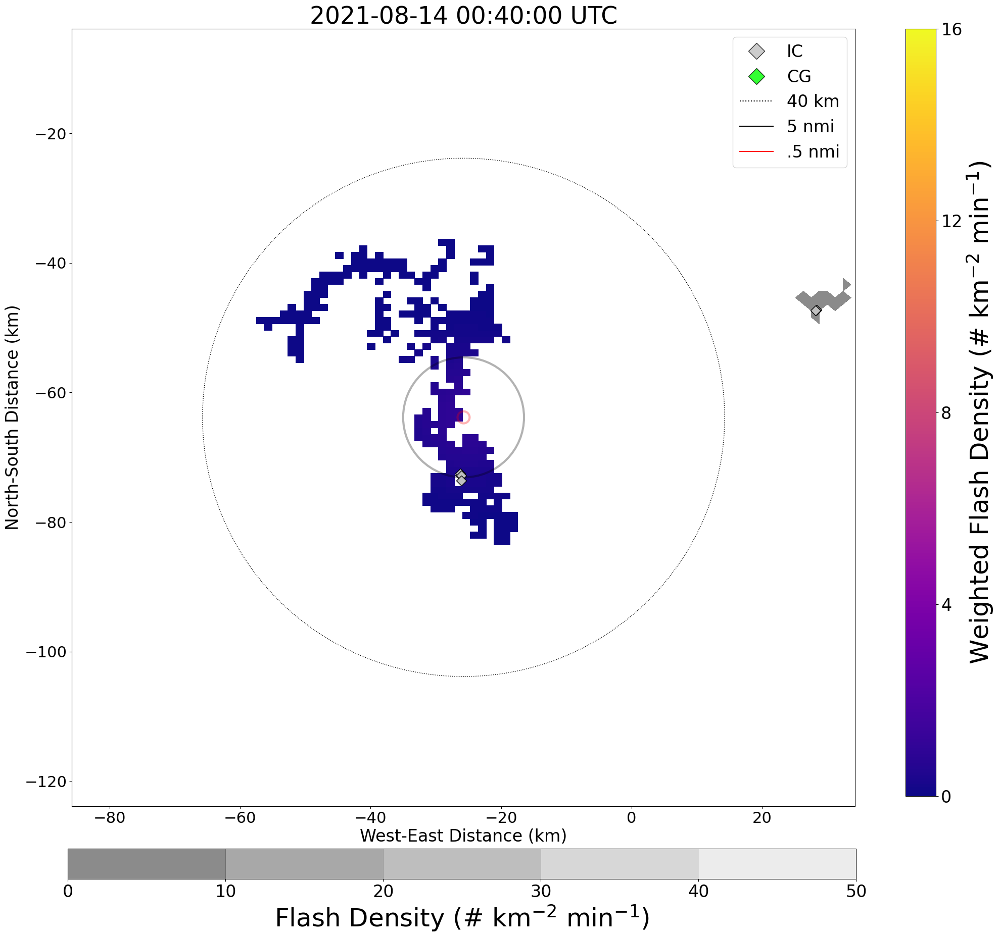 2021-08-14 00:40:00 UTC
IC
CG
40 km
5 nmi
.5 nmi
North-South Distance (km)
−20
−40
−60
−80
−100
−120
−80 −60 −40 −20 0 20
West-East Distance (km)
16
12
8
4
0
Weighted Flash Density (# km⁻² min⁻¹)
0 10 20 30 40 50
Flash Density (# km⁻² min⁻¹)